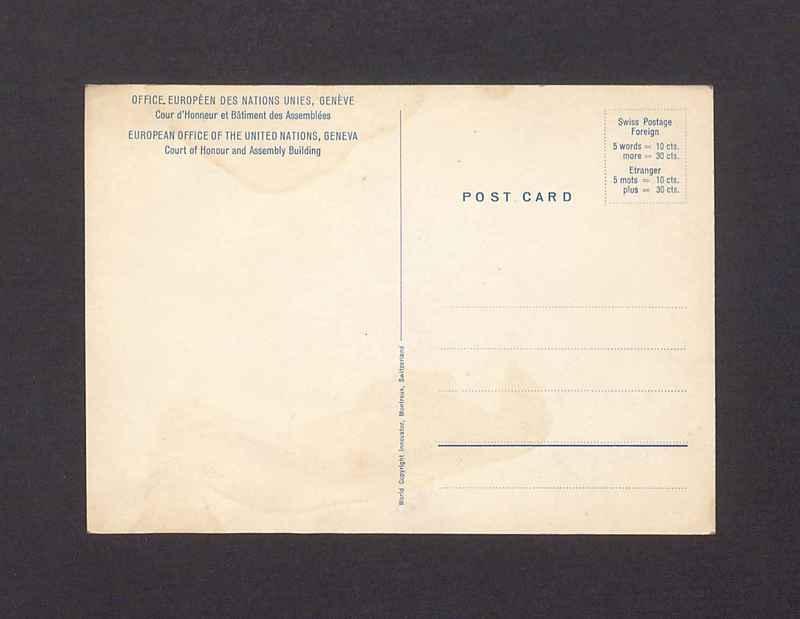 OFFICE EUROPÉEN DES NATIONS UNIES, GENÈVE
Cour d'Honneur et Bâtiment des Assemblées
EUROPEAN OFFICE OF THE UNITED NATIONS, GENEVA
Court of Honour and Assembly Building
World Copyright Innovator, Montreux, Switzerland
POST CARD
Swiss Postage
Foreign
5 words = 10 cts.
more = 30 cts.
Etranger
5 mots = 10 cts.
plus = 30 cts.